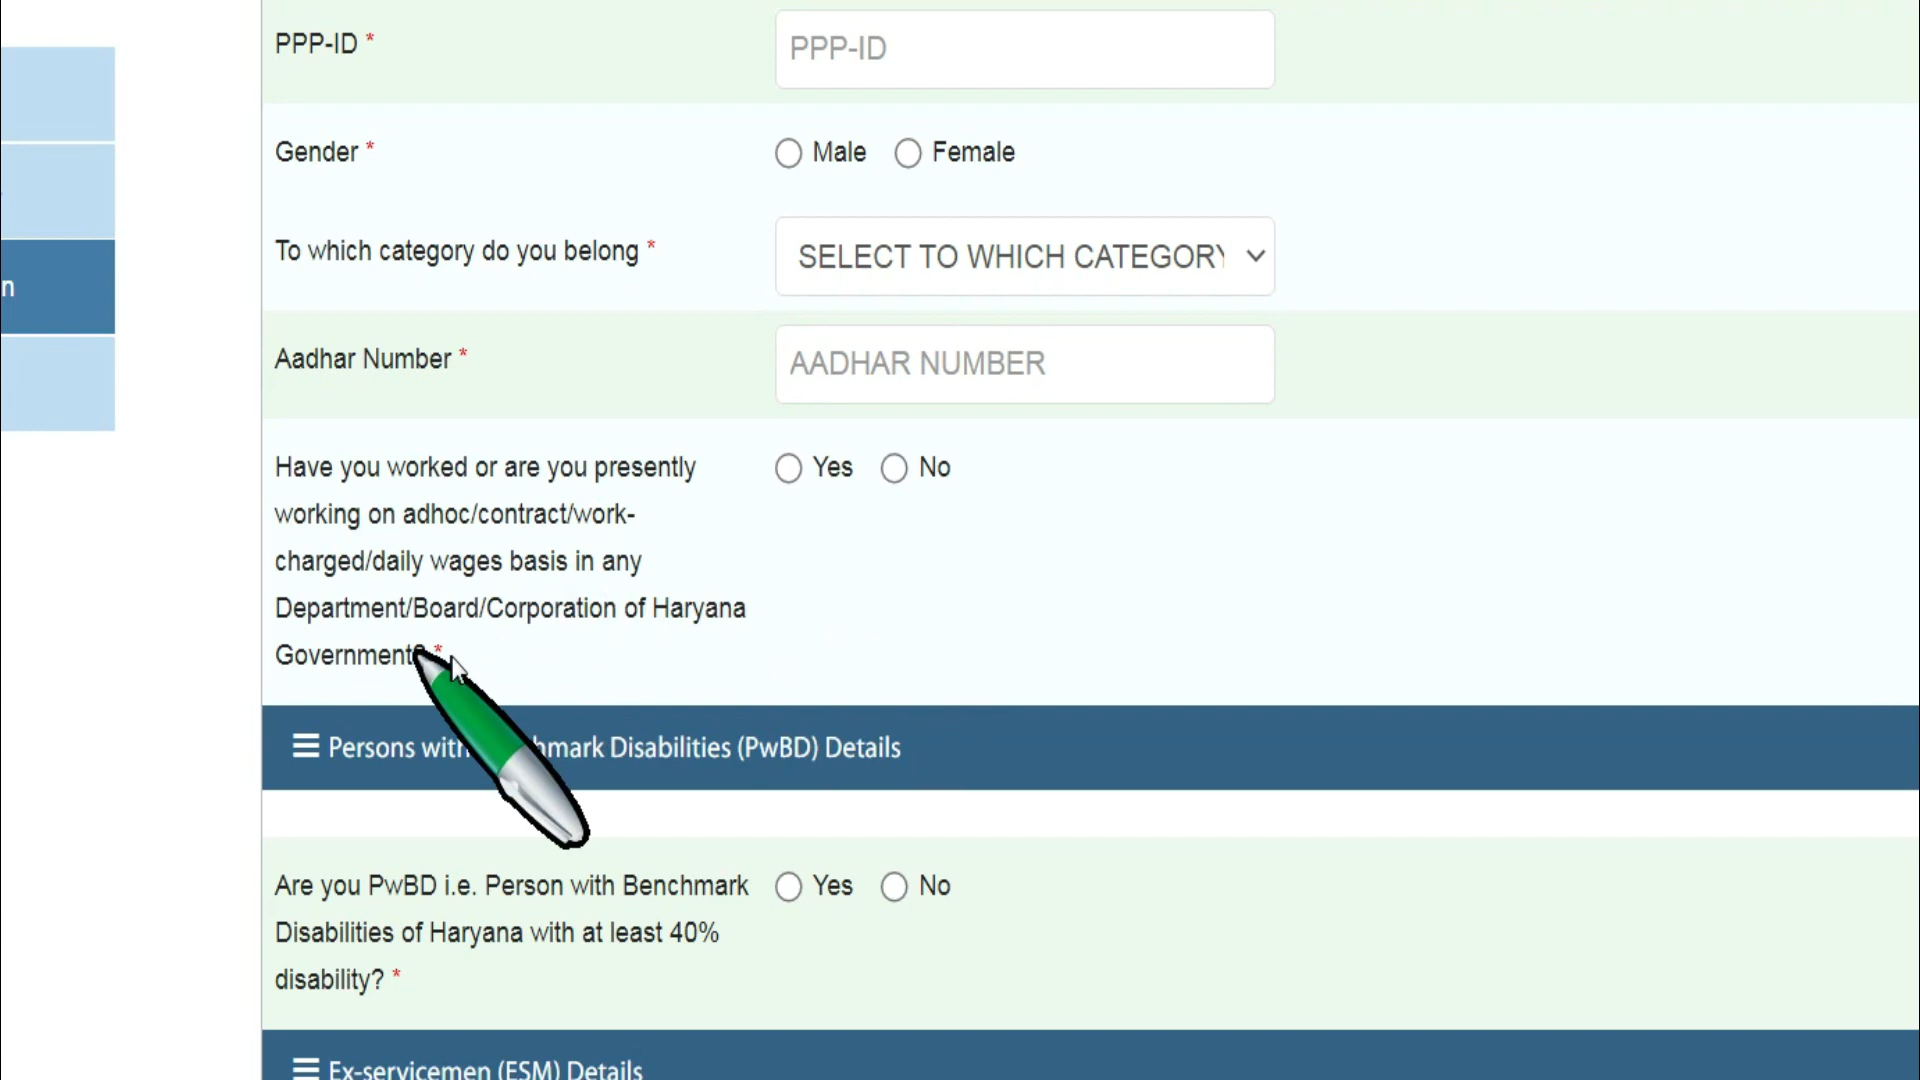 PPP-ID *
PPP-ID
Gender *
Male
Female
To which category do you belong *
SELECT TO WHICH CATEGORY
n
Aadhar Number *
AADHAR NUMBER
Have you worked or are you presently
Yes
No
working on adhoc/contract/work-
charged/daily wages basis in any
Department/Board/Corporation of Haryana
Government? *
Persons with hmark Disabilities (PwBD) Details
Are you PwBD i.e. Person with Benchmark
Yes
No
Disabilities of Haryana with at least 40%
disability? *
Ex-servicemen (ESM) Details